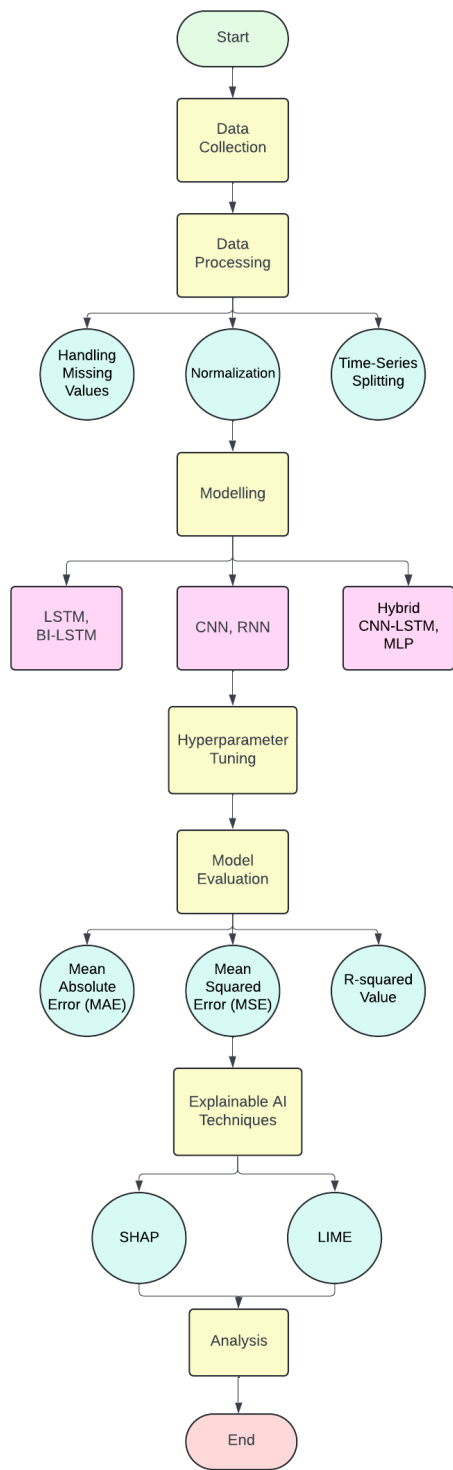 Start
Data
Collection
Data
Processing
Handling
Missing
Values
Normalization
Time-Series
Splitting
Modelling
LSTM,
BI-LSTM
CNN, RNN
Hybrid
CNN-LSTM,
MLP
Hyperparameter
Tuning
Model
Evaluation
Mean
Absolute
Error (MAE)
Mean
Squared
Error (MSE)
R-squared
Value
Explainable AI
Techniques
SHAP
LIME
Analysis
End